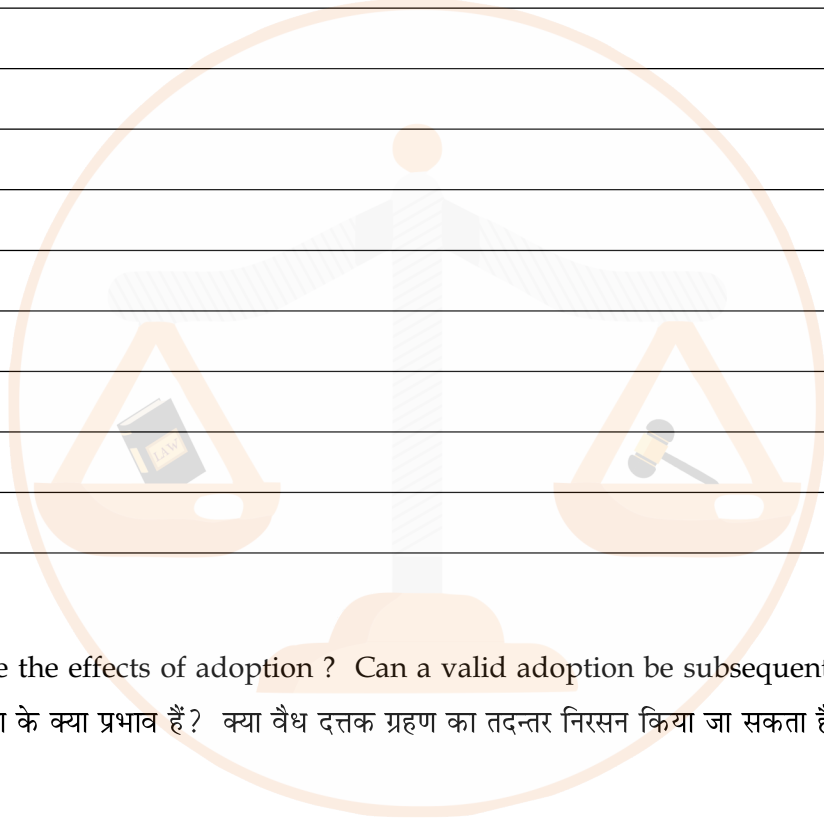 LAW
e the effects of adoption ? Can a valid adoption be subsequent
ा के क्या प्रभाव हैं? क्या वैध दत्तक ग्रहण का तदन्तर निरसन किया जा सकता है